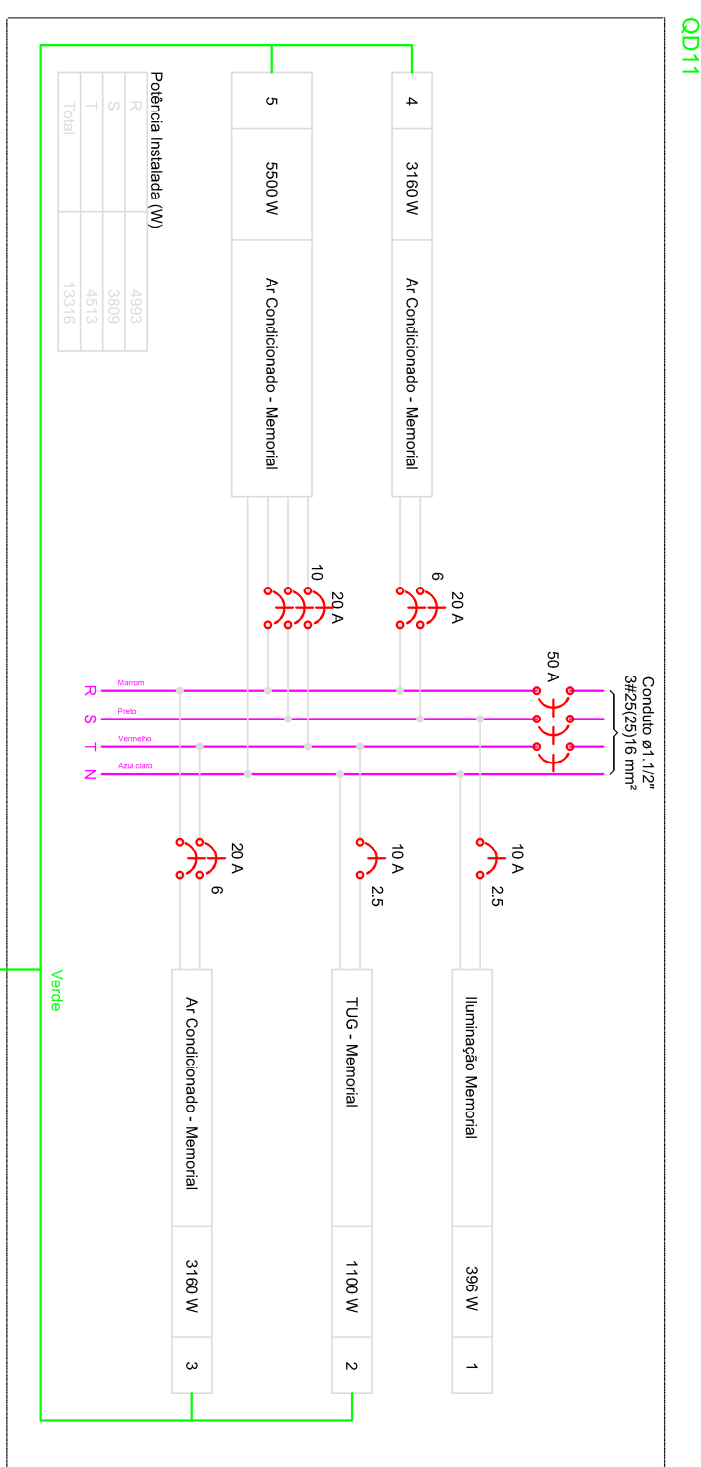 QD11
Conduto ø1.1/2"
3#25(25)16 mm²
50 A
10 A
2.5
Iluminação Memorial
396 W
1
4
3160 W
Ar Condicionado - Memorial
6
20 A
10 A
2.5
TUG - Memorial
1100 W
2
5
5500 W
Ar Condicionado - Memorial
10
20 A
20 A
6
Ar Condicionado - Memorial
3160 W
3
R
Marrom
S
Preto
T
Vermelho
N
Azul claro
Potência Instalada (W)
R 4993
S 3809
T 4513
Total 13316
Verde